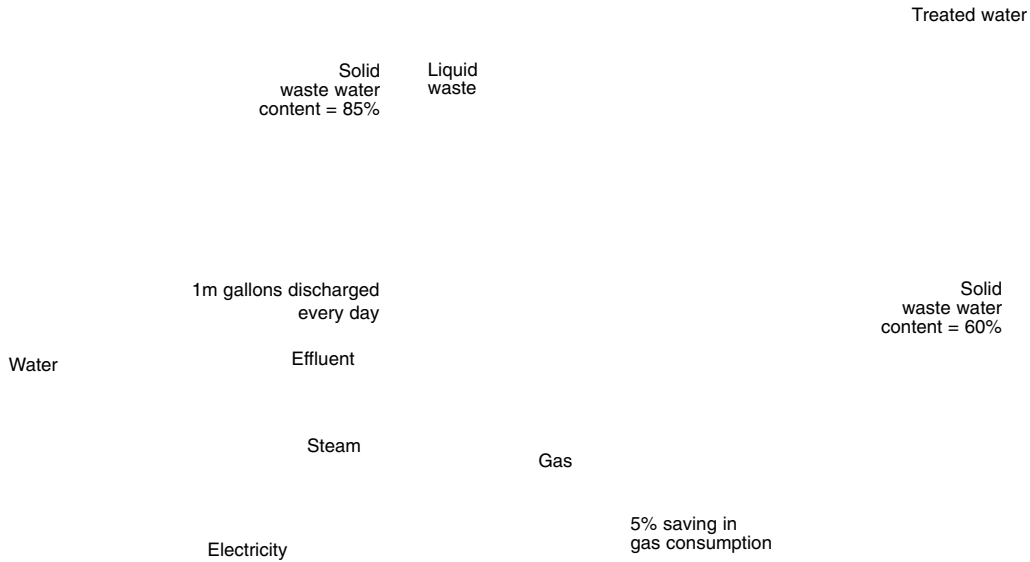 Treated water
Solid
waste water
content = 85%
Liquid
waste
1m gallons discharged
every day
Solid
waste water
content = 60%
Water
Effluent
Steam
Gas
5% saving in
gas consumption
Electricity